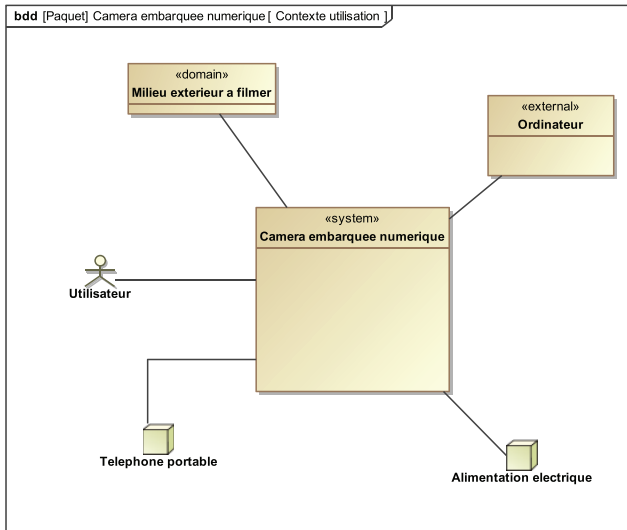 bdd [Paquet] Camera embarquee numerique [ Contexte utilisation ]
«domain»
Milieu exterieur a filmer
«external»
Ordinateur
«system»
Camera embarquee numerique
Utilisateur
Telephone portable
Alimentation electrique